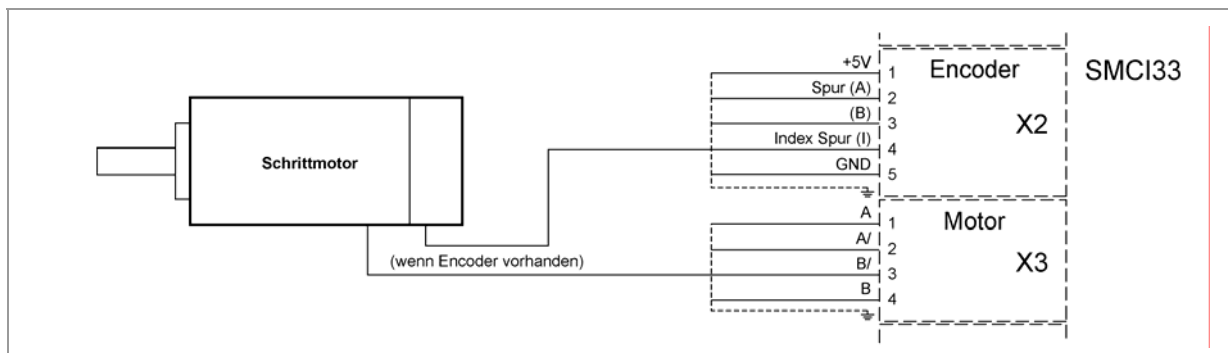 Schrittmotor
(wenn Encoder vorhanden)
+5V 1
Spur (A) 2
(B) 3
Index Spur (I) 4
GND 5
Encoder
X2
SMCI33
A 1
A/ 2
B/ 3
B 4
Motor
X3